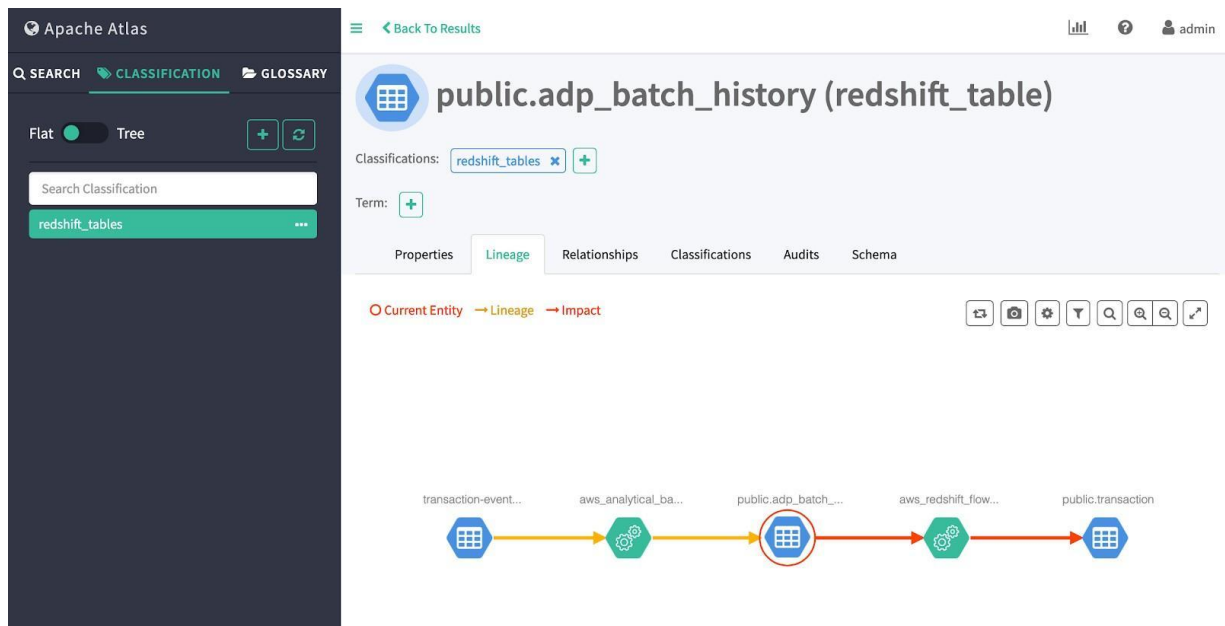 Apache Atlas
Back To Results
admin
SEARCH CLASSIFICATION GLOSSARY
Flat Tree
Search Classification
redshift_tables
public.adp_batch_history (redshift_table)
Classifications: redshift_tables
Term:
Properties Lineage Relationships Classifications Audits Schema
Current Entity Lineage Impact
transaction-event... aws_analytical_ba... public.adp_batch_... aws_redshift_flow... public.transaction